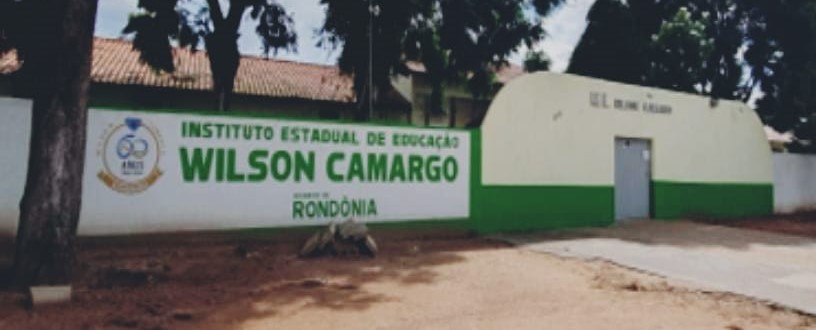 60
ANOS
INSTITUTO ESTADUAL DE EDUCAÇÃO
WILSON CAMARGO
RONDÔNIA